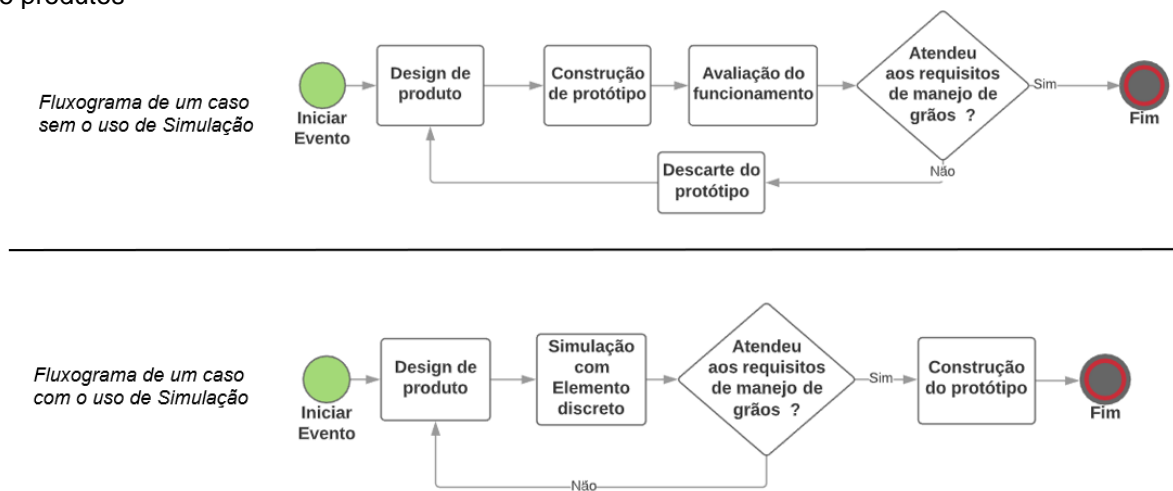 o produtos
Fluxograma de um caso
sem o uso de Simulação
Iniciar
Evento
Design de
produto
Construção
de protótipo
Avaliação do
funcionamento
Atendeu
aos requisitos
de manejo de
grãos ?
Sim
Fim
Não
Descarte do
protótipo
Fluxograma de um caso
com o uso de Simulação
Iniciar
Evento
Design de
produto
Simulação
com
Elemento
discreto
Atendeu
aos requisitos
de manejo de
grãos ?
Sim
Construção
do protótipo
Fim
Não